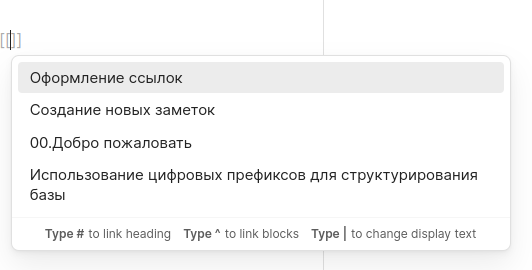 [[]]
Оформление ссылок
Создание новых заметок
00.Добро пожаловать
Использование цифровых префиксов для структурирования
базы
Type # to link heading Type ^ to link blocks Type | to change display text